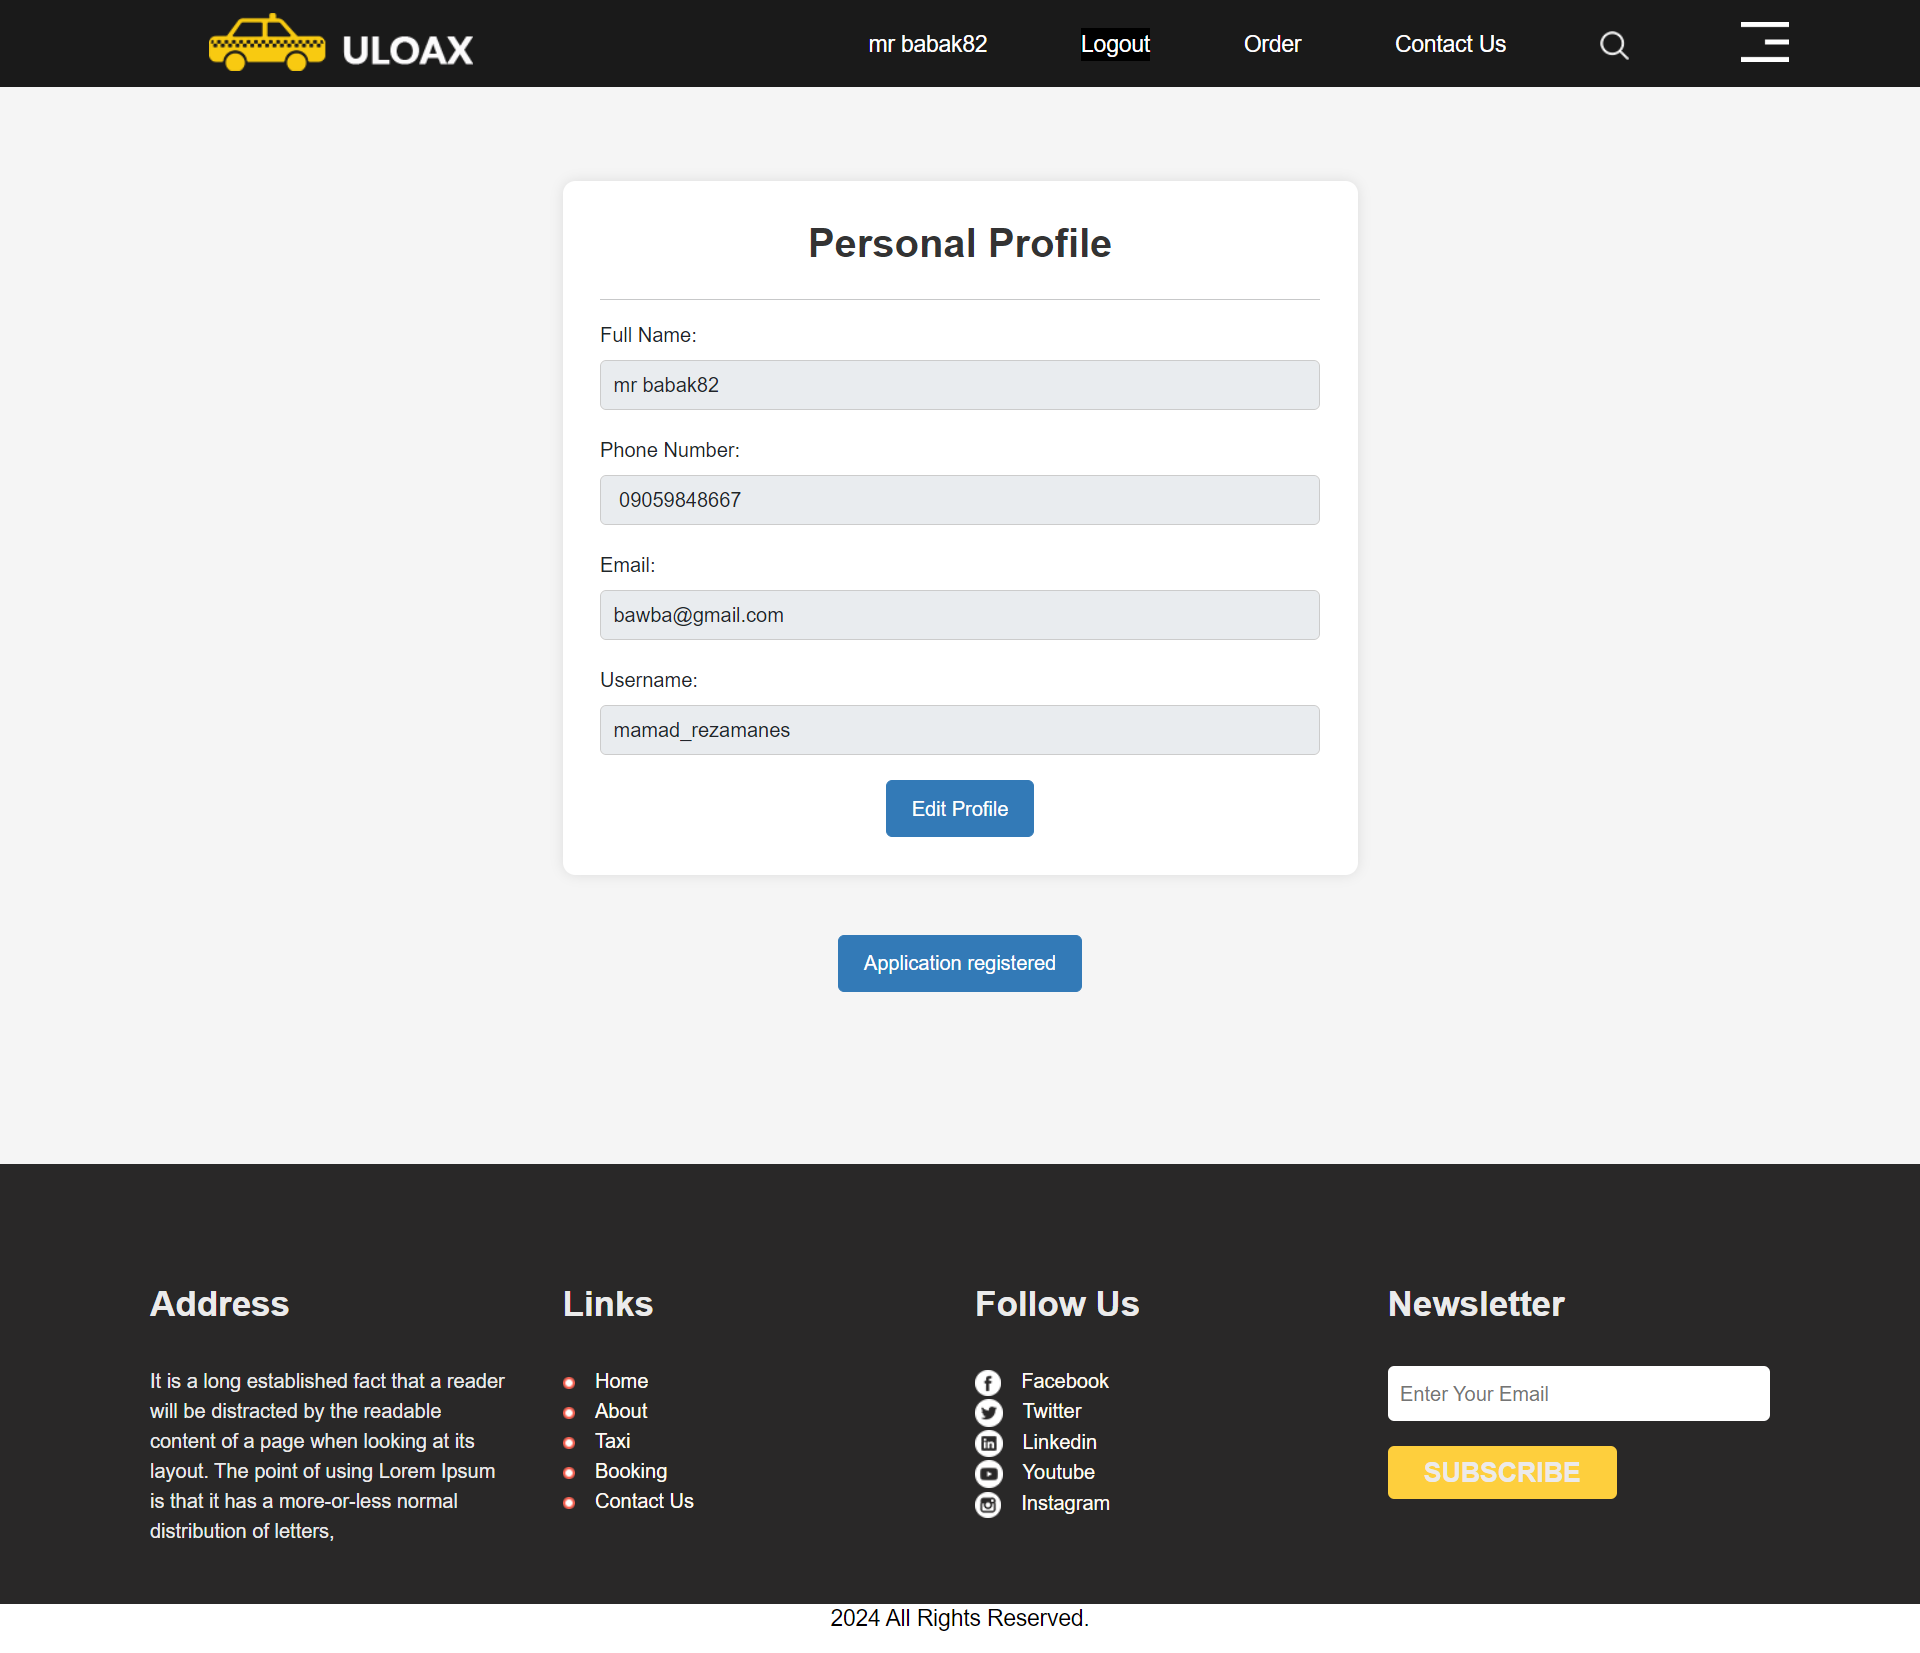 ULOAX
mr babak82
Logout
Order
Contact Us
Personal Profile
Full Name:
mr babak82
Phone Number:
09059848667
Email:
bawba@gmail.com
Username:
mamad_rezamanes
Edit Profile
Application registered
Address
It is a long established fact that a reader
will be distracted by the readable
content of a page when looking at its
layout. The point of using Lorem Ipsum
is that it has a more-or-less normal
distribution of letters,
Links
Home
About
Taxi
Booking
Contact Us
Follow Us
Facebook
Twitter
Linkedin
Youtube
Instagram
Newsletter
Enter Your Email
SUBSCRIBE
2024 All Rights Reserved.